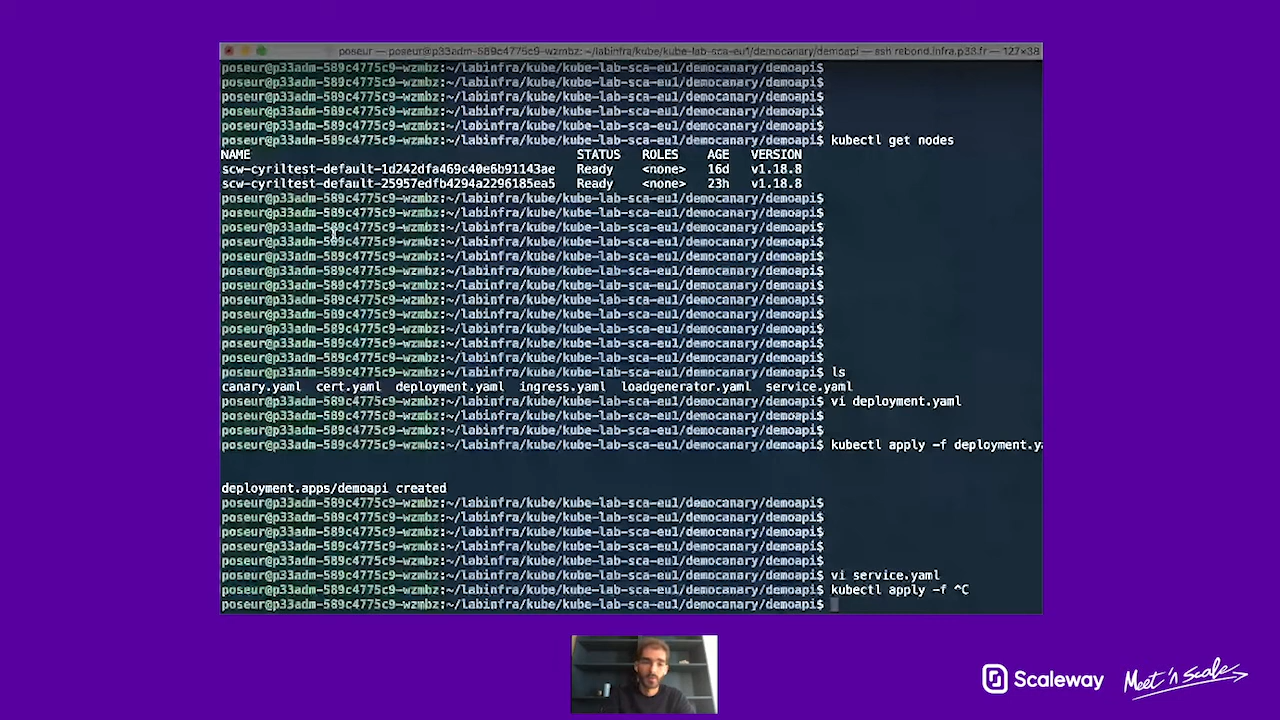 poseur — poseur@p33adm-589c4775c9-wzmbz: ~/labinfra/kube/kube-lab-sca-eu1/democanary/demoapi — ssh rebond.infra.p33.fr — 127×38
poseur@p33adm-589c4775c9-wzmbz:~/labinfra/kube/kube-lab-sca-eu1/democanary/demoapi$
poseur@p33adm-589c4775c9-wzmbz:~/labinfra/kube/kube-lab-sca-eu1/democanary/demoapi$
poseur@p33adm-589c4775c9-wzmbz:~/labinfra/kube/kube-lab-sca-eu1/democanary/demoapi$
poseur@p33adm-589c4775c9-wzmbz:~/labinfra/kube/kube-lab-sca-eu1/democanary/demoapi$
poseur@p33adm-589c4775c9-wzmbz:~/labinfra/kube/kube-lab-sca-eu1/democanary/demoapi$
poseur@p33adm-589c4775c9-wzmbz:~/labinfra/kube/kube-lab-sca-eu1/democanary/demoapi$ kubectl get nodes
NAME STATUS ROLES AGE VERSION
scw-cyriltest-default-1d242dfa469c40e6b91143ae Ready <none> 16d v1.18.8
scw-cyriltest-default-25957edfb4294a2296185ea5 Ready <none> 23h v1.18.8
poseur@p33adm-589c4775c9-wzmbz:~/labinfra/kube/kube-lab-sca-eu1/democanary/demoapi$
poseur@p33adm-589c4775c9-wzmbz:~/labinfra/kube/kube-lab-sca-eu1/democanary/demoapi$
poseur@p33adm-589c4775c9-wzmbz:~/labinfra/kube/kube-lab-sca-eu1/democanary/demoapi$
poseur@p33adm-589c4775c9-wzmbz:~/labinfra/kube/kube-lab-sca-eu1/democanary/demoapi$
poseur@p33adm-589c4775c9-wzmbz:~/labinfra/kube/kube-lab-sca-eu1/democanary/demoapi$
poseur@p33adm-589c4775c9-wzmbz:~/labinfra/kube/kube-lab-sca-eu1/democanary/demoapi$
poseur@p33adm-589c4775c9-wzmbz:~/labinfra/kube/kube-lab-sca-eu1/democanary/demoapi$
poseur@p33adm-589c4775c9-wzmbz:~/labinfra/kube/kube-lab-sca-eu1/democanary/demoapi$
poseur@p33adm-589c4775c9-wzmbz:~/labinfra/kube/kube-lab-sca-eu1/democanary/demoapi$
poseur@p33adm-589c4775c9-wzmbz:~/labinfra/kube/kube-lab-sca-eu1/democanary/demoapi$
poseur@p33adm-589c4775c9-wzmbz:~/labinfra/kube/kube-lab-sca-eu1/democanary/demoapi$
poseur@p33adm-589c4775c9-wzmbz:~/labinfra/kube/kube-lab-sca-eu1/democanary/demoapi$
poseur@p33adm-589c4775c9-wzmbz:~/labinfra/kube/kube-lab-sca-eu1/democanary/demoapi$ ls
canary.yaml cert.yaml deployment.yaml ingress.yaml loadgenerator.yaml service.yaml
poseur@p33adm-589c4775c9-wzmbz:~/labinfra/kube/kube-lab-sca-eu1/democanary/demoapi$ vi deployment.yaml
poseur@p33adm-589c4775c9-wzmbz:~/labinfra/kube/kube-lab-sca-eu1/democanary/demoapi$
poseur@p33adm-589c4775c9-wzmbz:~/labinfra/kube/kube-lab-sca-eu1/democanary/demoapi$
poseur@p33adm-589c4775c9-wzmbz:~/labinfra/kube/kube-lab-sca-eu1/democanary/demoapi$ kubectl apply -f deployment.ya
deployment.apps/demoapi created
poseur@p33adm-589c4775c9-wzmbz:~/labinfra/kube/kube-lab-sca-eu1/democanary/demoapi$
poseur@p33adm-589c4775c9-wzmbz:~/labinfra/kube/kube-lab-sca-eu1/democanary/demoapi$
poseur@p33adm-589c4775c9-wzmbz:~/labinfra/kube/kube-lab-sca-eu1/democanary/demoapi$
poseur@p33adm-589c4775c9-wzmbz:~/labinfra/kube/kube-lab-sca-eu1/democanary/demoapi$
poseur@p33adm-589c4775c9-wzmbz:~/labinfra/kube/kube-lab-sca-eu1/democanary/demoapi$
poseur@p33adm-589c4775c9-wzmbz:~/labinfra/kube/kube-lab-sca-eu1/democanary/demoapi$ vi service.yaml
poseur@p33adm-589c4775c9-wzmbz:~/labinfra/kube/kube-lab-sca-eu1/democanary/demoapi$ kubectl apply -f ^C
poseur@p33adm-589c4775c9-wzmbz:~/labinfra/kube/kube-lab-sca-eu1/democanary/demoapi$
Scaleway Meet 'n Scale